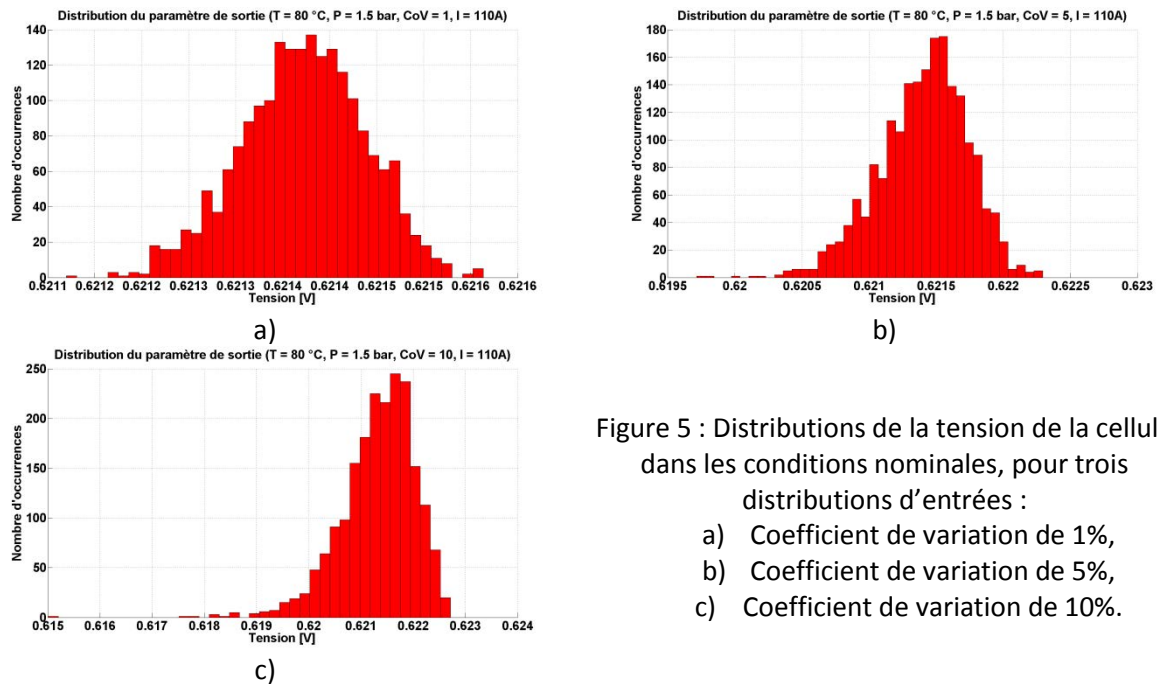 Distribution du paramètre de sortie (T = 80 °C, P = 1.5 bar, CoV = 1, I = 110A)
140
120
100
80
60
40
20
0
Nombre d'occurrences
0.6211 0.6212 0.6212 0.6213 0.6213 0.6214 0.6214 0.6215 0.6215 0.6216 0.6216
Tension [V]
a)
Distribution du paramètre de sortie (T = 80 °C, P = 1.5 bar, CoV = 5, I = 110A)
180
160
140
120
100
80
60
40
20
0
Nombre d'occurrences
0.6195 0.62 0.6205 0.621 0.6215 0.622 0.6225 0.623
Tension [V]
b)
Distribution du paramètre de sortie (T = 80 °C, P = 1.5 bar, CoV = 10, I = 110A)
250
200
150
100
50
0
Nombre d'occurrences
0.615 0.616 0.617 0.618 0.619 0.62 0.621 0.622 0.623 0.624
Tension [V]
c)
Figure 5 : Distributions de la tension de la cellul
dans les conditions nominales, pour trois
distributions d'entrées :
a) Coefficient de variation de 1%,
b) Coefficient de variation de 5%,
c) Coefficient de variation de 10%.